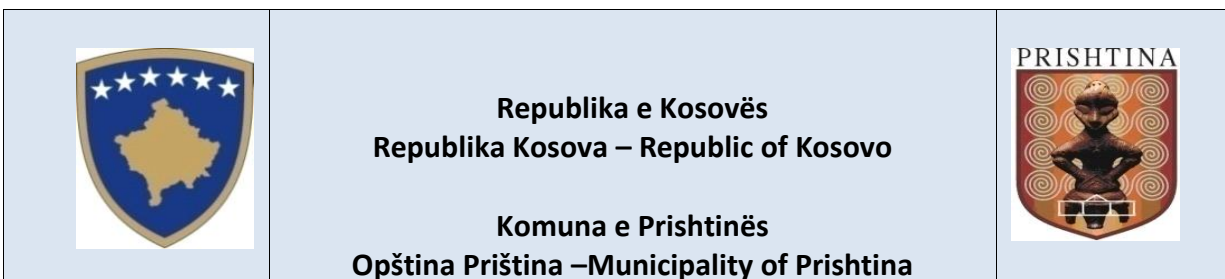 Republika e Kosovës
Republika Kosova – Republic of Kosovo
Komuna e Prishtinës
Opština Priština –Municipality of Prishtina
PRISHTINA